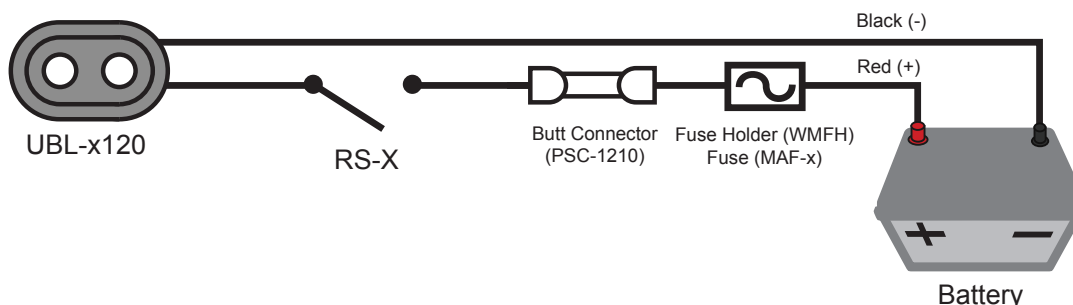 Black (-)
Red (+)
UBL-x120
RS-X
Butt Connector
(PSC-1210)
Fuse Holder (WMFH)
Fuse (MAF-x)
Battery